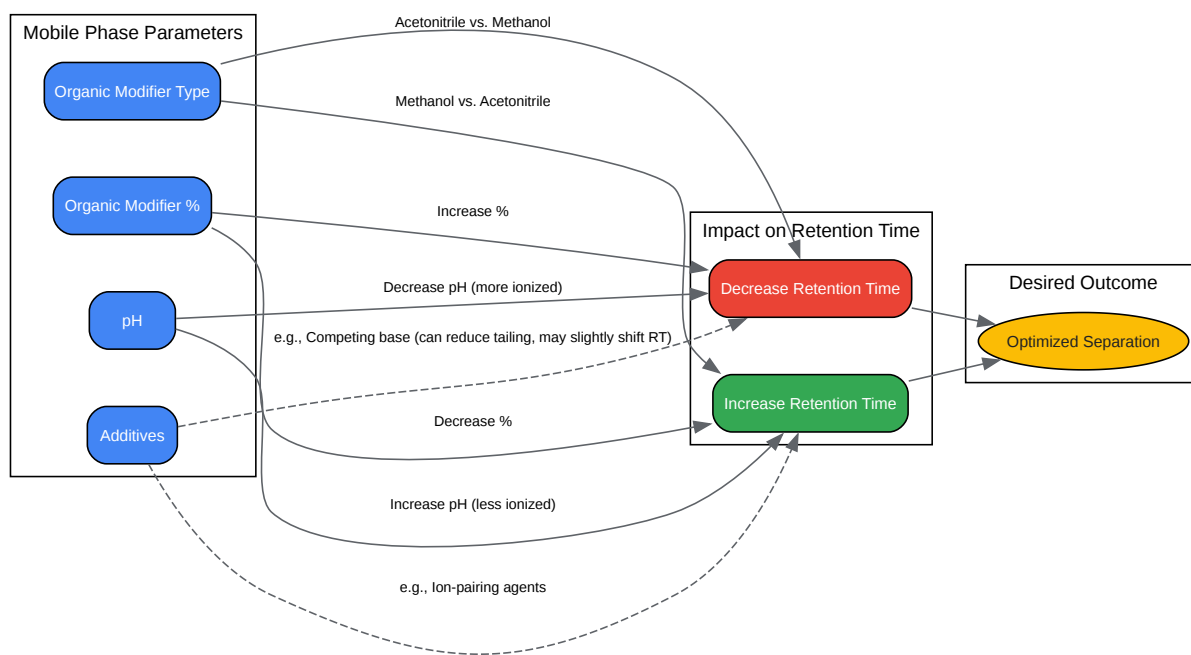 Mobile Phase Parameters
Organic Modifier Type
Organic Modifier %
pH
Additives
Acetonitrile vs. Methanol
Methanol vs. Acetonitrile
Increase %
Decrease pH (more ionized)
e.g., Competing base (can reduce tailing, may slightly shift RT)
Decrease %
Increase pH (less ionized)
e.g., Ion-pairing agents
Impact on Retention Time
Decrease Retention Time
Increase Retention Time
Desired Outcome
Optimized Separation